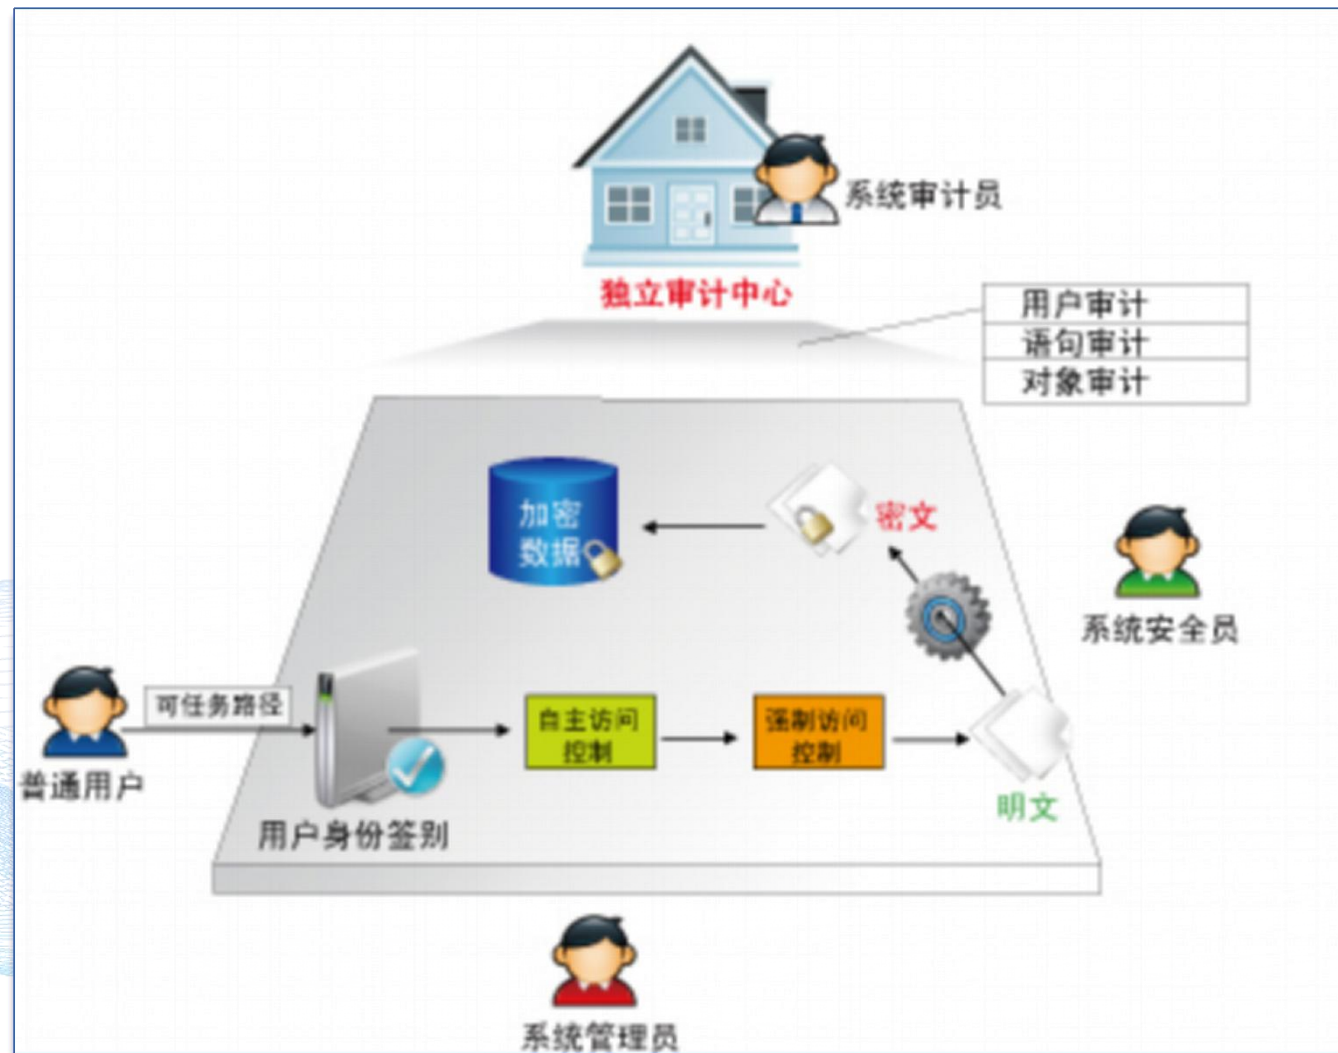 系统审计员
独立审计中心
用户审计
语句审计
对象审计
加密
数据
密文
系统安全员
普通用户
可任务路径
用户身份签别
自主访问
控制
强制访问
控制
明文
系统管理员